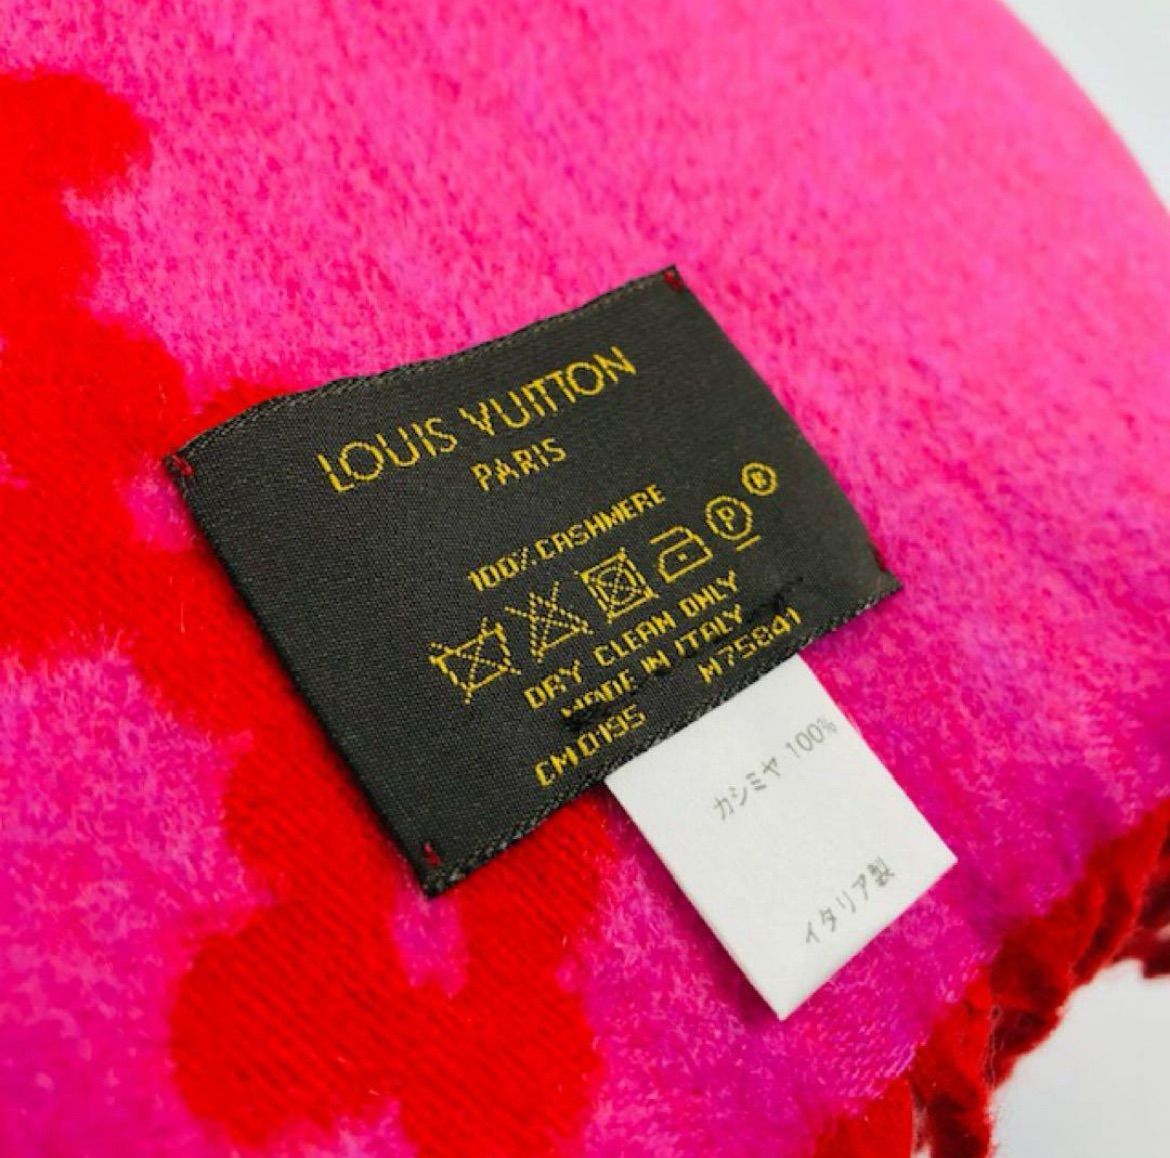 LOUIS VUITTON
PARIS
100% CASHMERE
P
R
DRY CLEAN ONLY
MADE IN ITALY
CM 0195 M75841
カシミヤ 100%
イタリア製